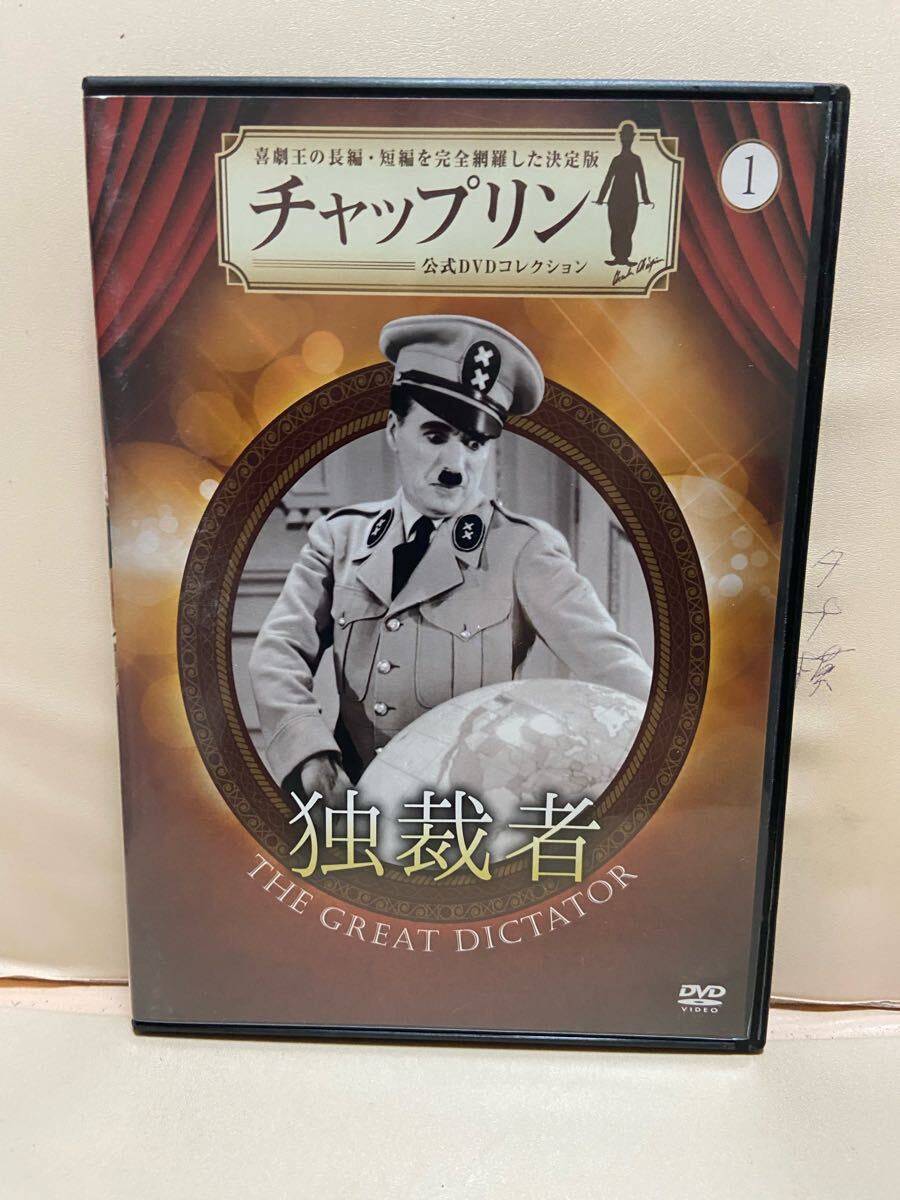 喜劇王の長編・短編を完全網羅した決定版
チャップリン
公式DVDコレクション
1
独裁者
THE GREAT DICTATOR
DVD
VIDEO